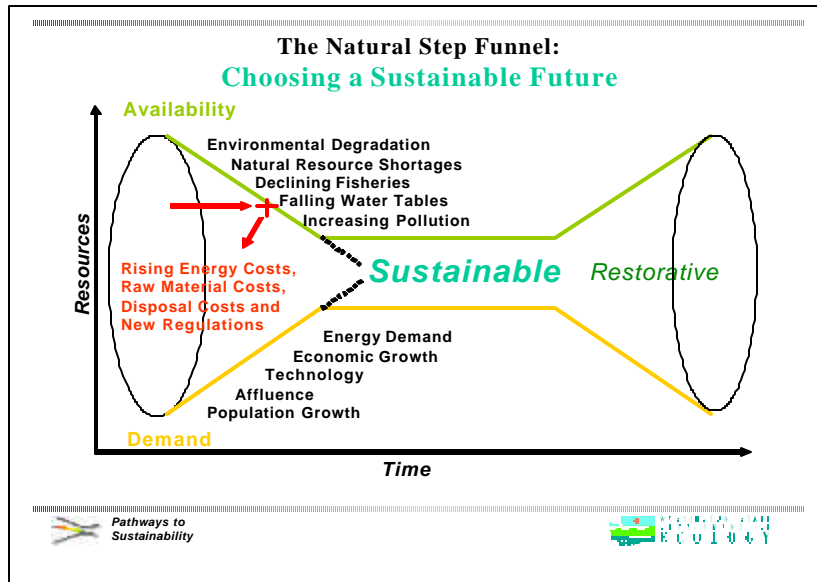 The Natural Step Funnel:
Choosing a Sustainable Future
Availability
Environmental Degradation
Natural Resource Shortages
Declining Fisheries
Falling Water Tables
Increasing Pollution
Resources
Rising Energy Costs,
Raw Material Costs,
Disposal Costs and
New Regulations
Sustainable
Restorative
Energy Demand
Economic Growth
Technology
Affluence
Population Growth
Demand
Time
Pathways to
Sustainability
ECOLOGY